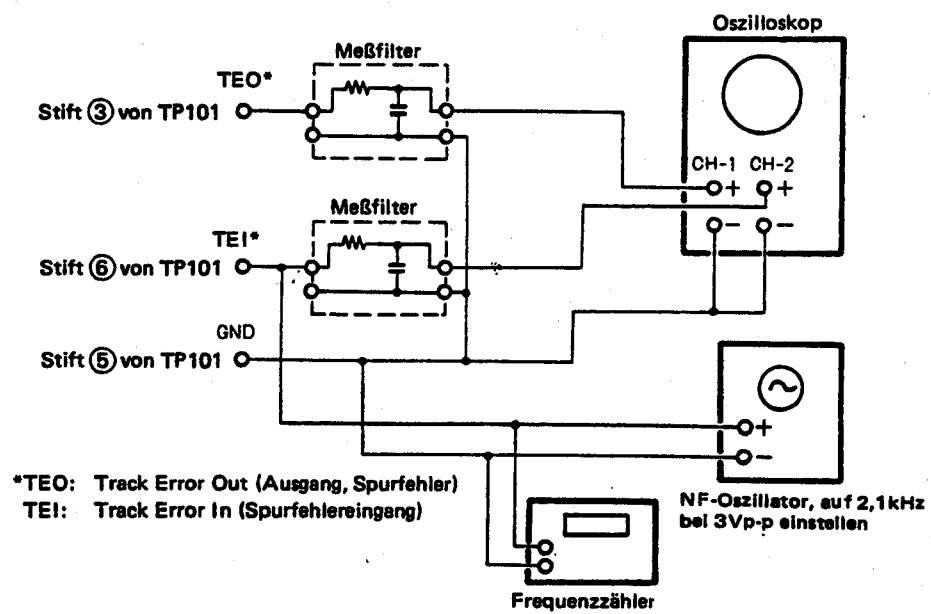 Oszilloskop
Meßfilter
TEO*
Stift ③ von TP101
CH-1 CH-2
+ +
- -
Meßfilter
TEI*
Stift ⑥ von TP101
GND
Stift ⑤ von TP101
+
-
*TEO: Track Error Out (Ausgang, Spurfehler)
TEI: Track Error In (Spurfehlereingang)
NF-Oszillator, auf 2,1kHz
bei 3Vp-p einstellen
Frequenzzähler